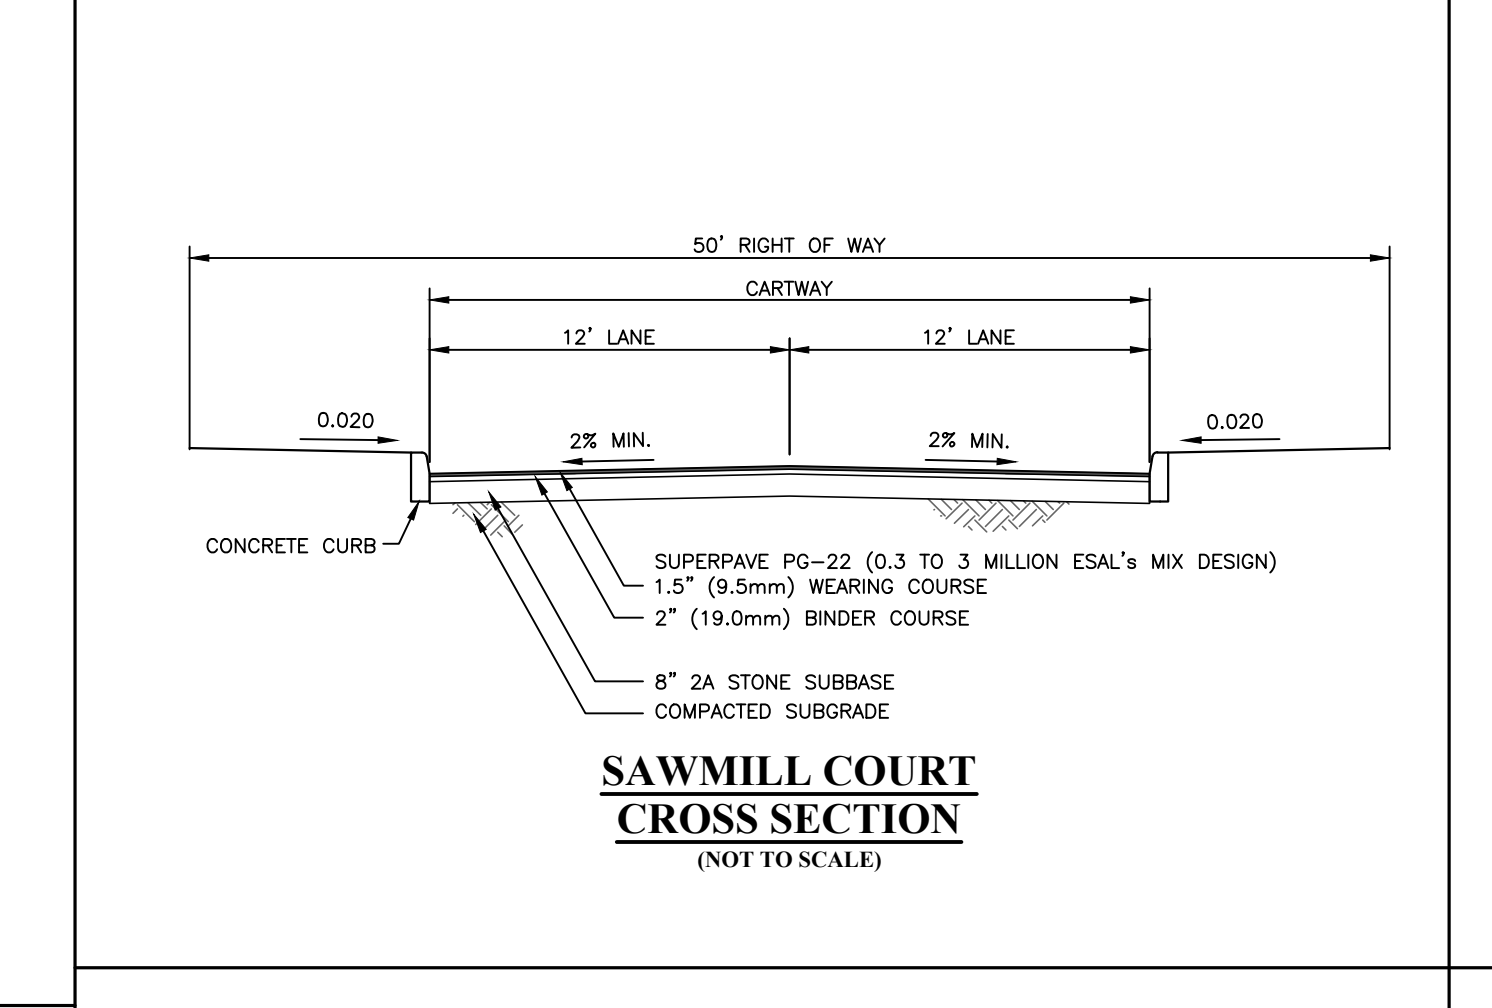 50' RIGHT OF WAY
CARTWAY
12' LANE
12' LANE
0.020
2% MIN.
2% MIN.
0.020
CONCRETE CURB
SUPERPAVE PG-22 (0.3 TO 3 MILLION ESAL's MIX DESIGN)
1.5" (9.5mm) WEARING COURSE
2" (19.0mm) BINDER COURSE
8" 2A STONE SUBBASE
COMPACTED SUBGRADE
SAWMILL COURT
CROSS SECTION
(NOT TO SCALE)